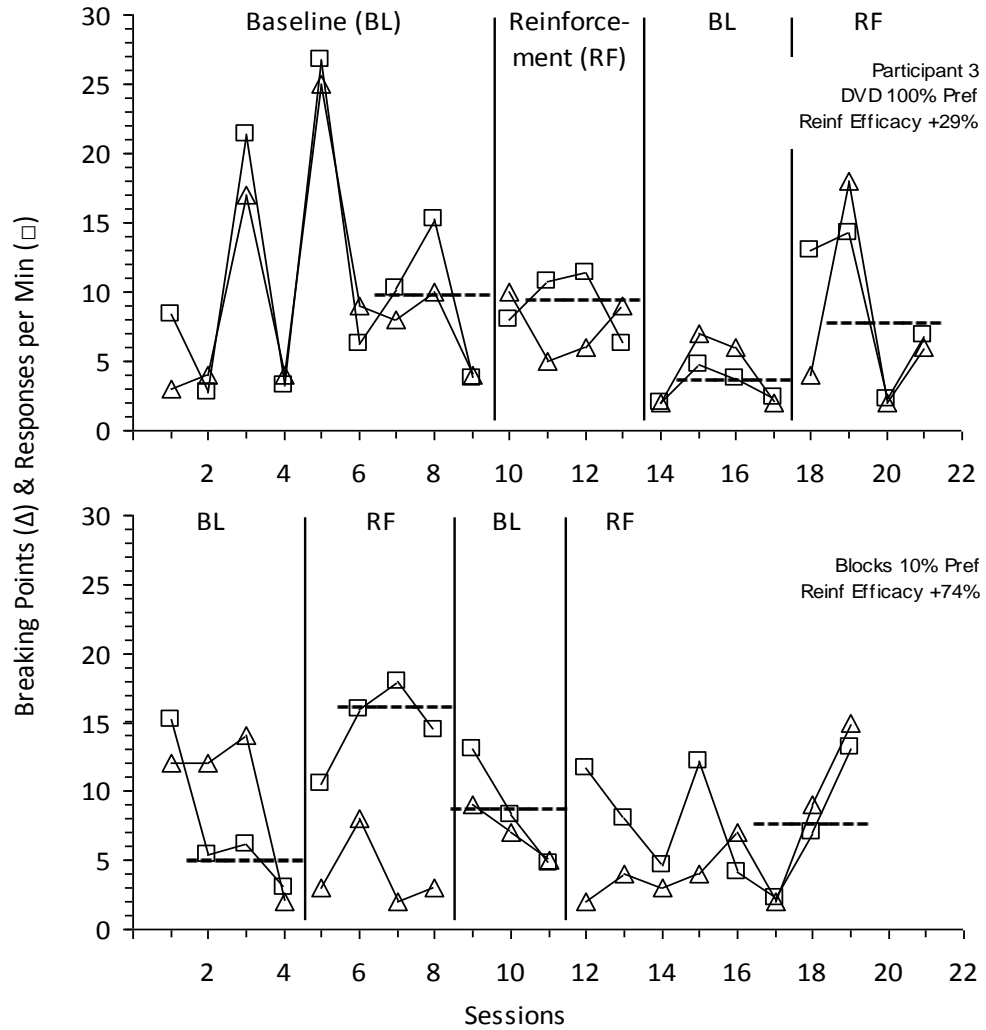 Breaking Points (Δ) & Responses per Min (□)
Baseline (BL)
Reinforce-
ment (RF)
BL
RF
Participant 3
DVD 100% Pref
Reinf Efficacy +29%
30
25
20
15
10
5
0
2 4 6 8 10 12 14 16 18 20 22
BL
RF
BL
RF
Blocks 10% Pref
Reinf Efficacy +74%
30
25
20
15
10
5
0
2 4 6 8 10 12 14 16 18 20 22
Sessions